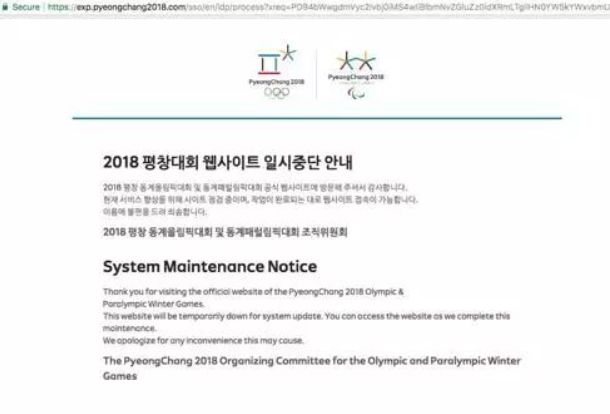 Secure https://exp.pyeongchang2018.com/sso/en/idp/process?xreq=
PyeongChang 2018 PyeongChang 2018
2018 평창대회 웹사이트 일시중단 안내
2018 평창 동계올림픽대회 및 동계패럴림픽대회 공식 웹사이트에 방문해 주셔서 감사합니다.
현재 서비스 향상을 위해 사이트 점검 중이며, 작업이 완료되는 대로 웹사이트 접속이 가능합니다.
이용에 불편을 드려 죄송합니다.
2018 평창 동계올림픽대회 및 동계패럴림픽대회 조직위원회
System Maintenance Notice
Thank you for visiting the official website of the PyeongChang 2018 Olympic &
Paralympic Winter Games.
This website will be temporarily down for system update. You can access the website as we complete this
maintenance.
We apologize for any inconvenience this may cause.
The PyeongChang 2018 Organizing Committee for the Olympic and Paralympic Winter
Games